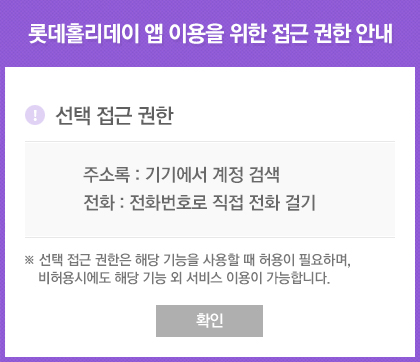 롯데홀리데이 앱 이용을 위한 접근 권한 안내
! 선택 접근 권한
주소록 : 기기에서 계정 검색
전화 : 전화번호로 직접 전화 걸기
※ 선택 접근 권한은 해당 기능을 사용할 때 허용이 필요하며,
비허용시에도 해당 기능 외 서비스 이용이 가능합니다.
확인